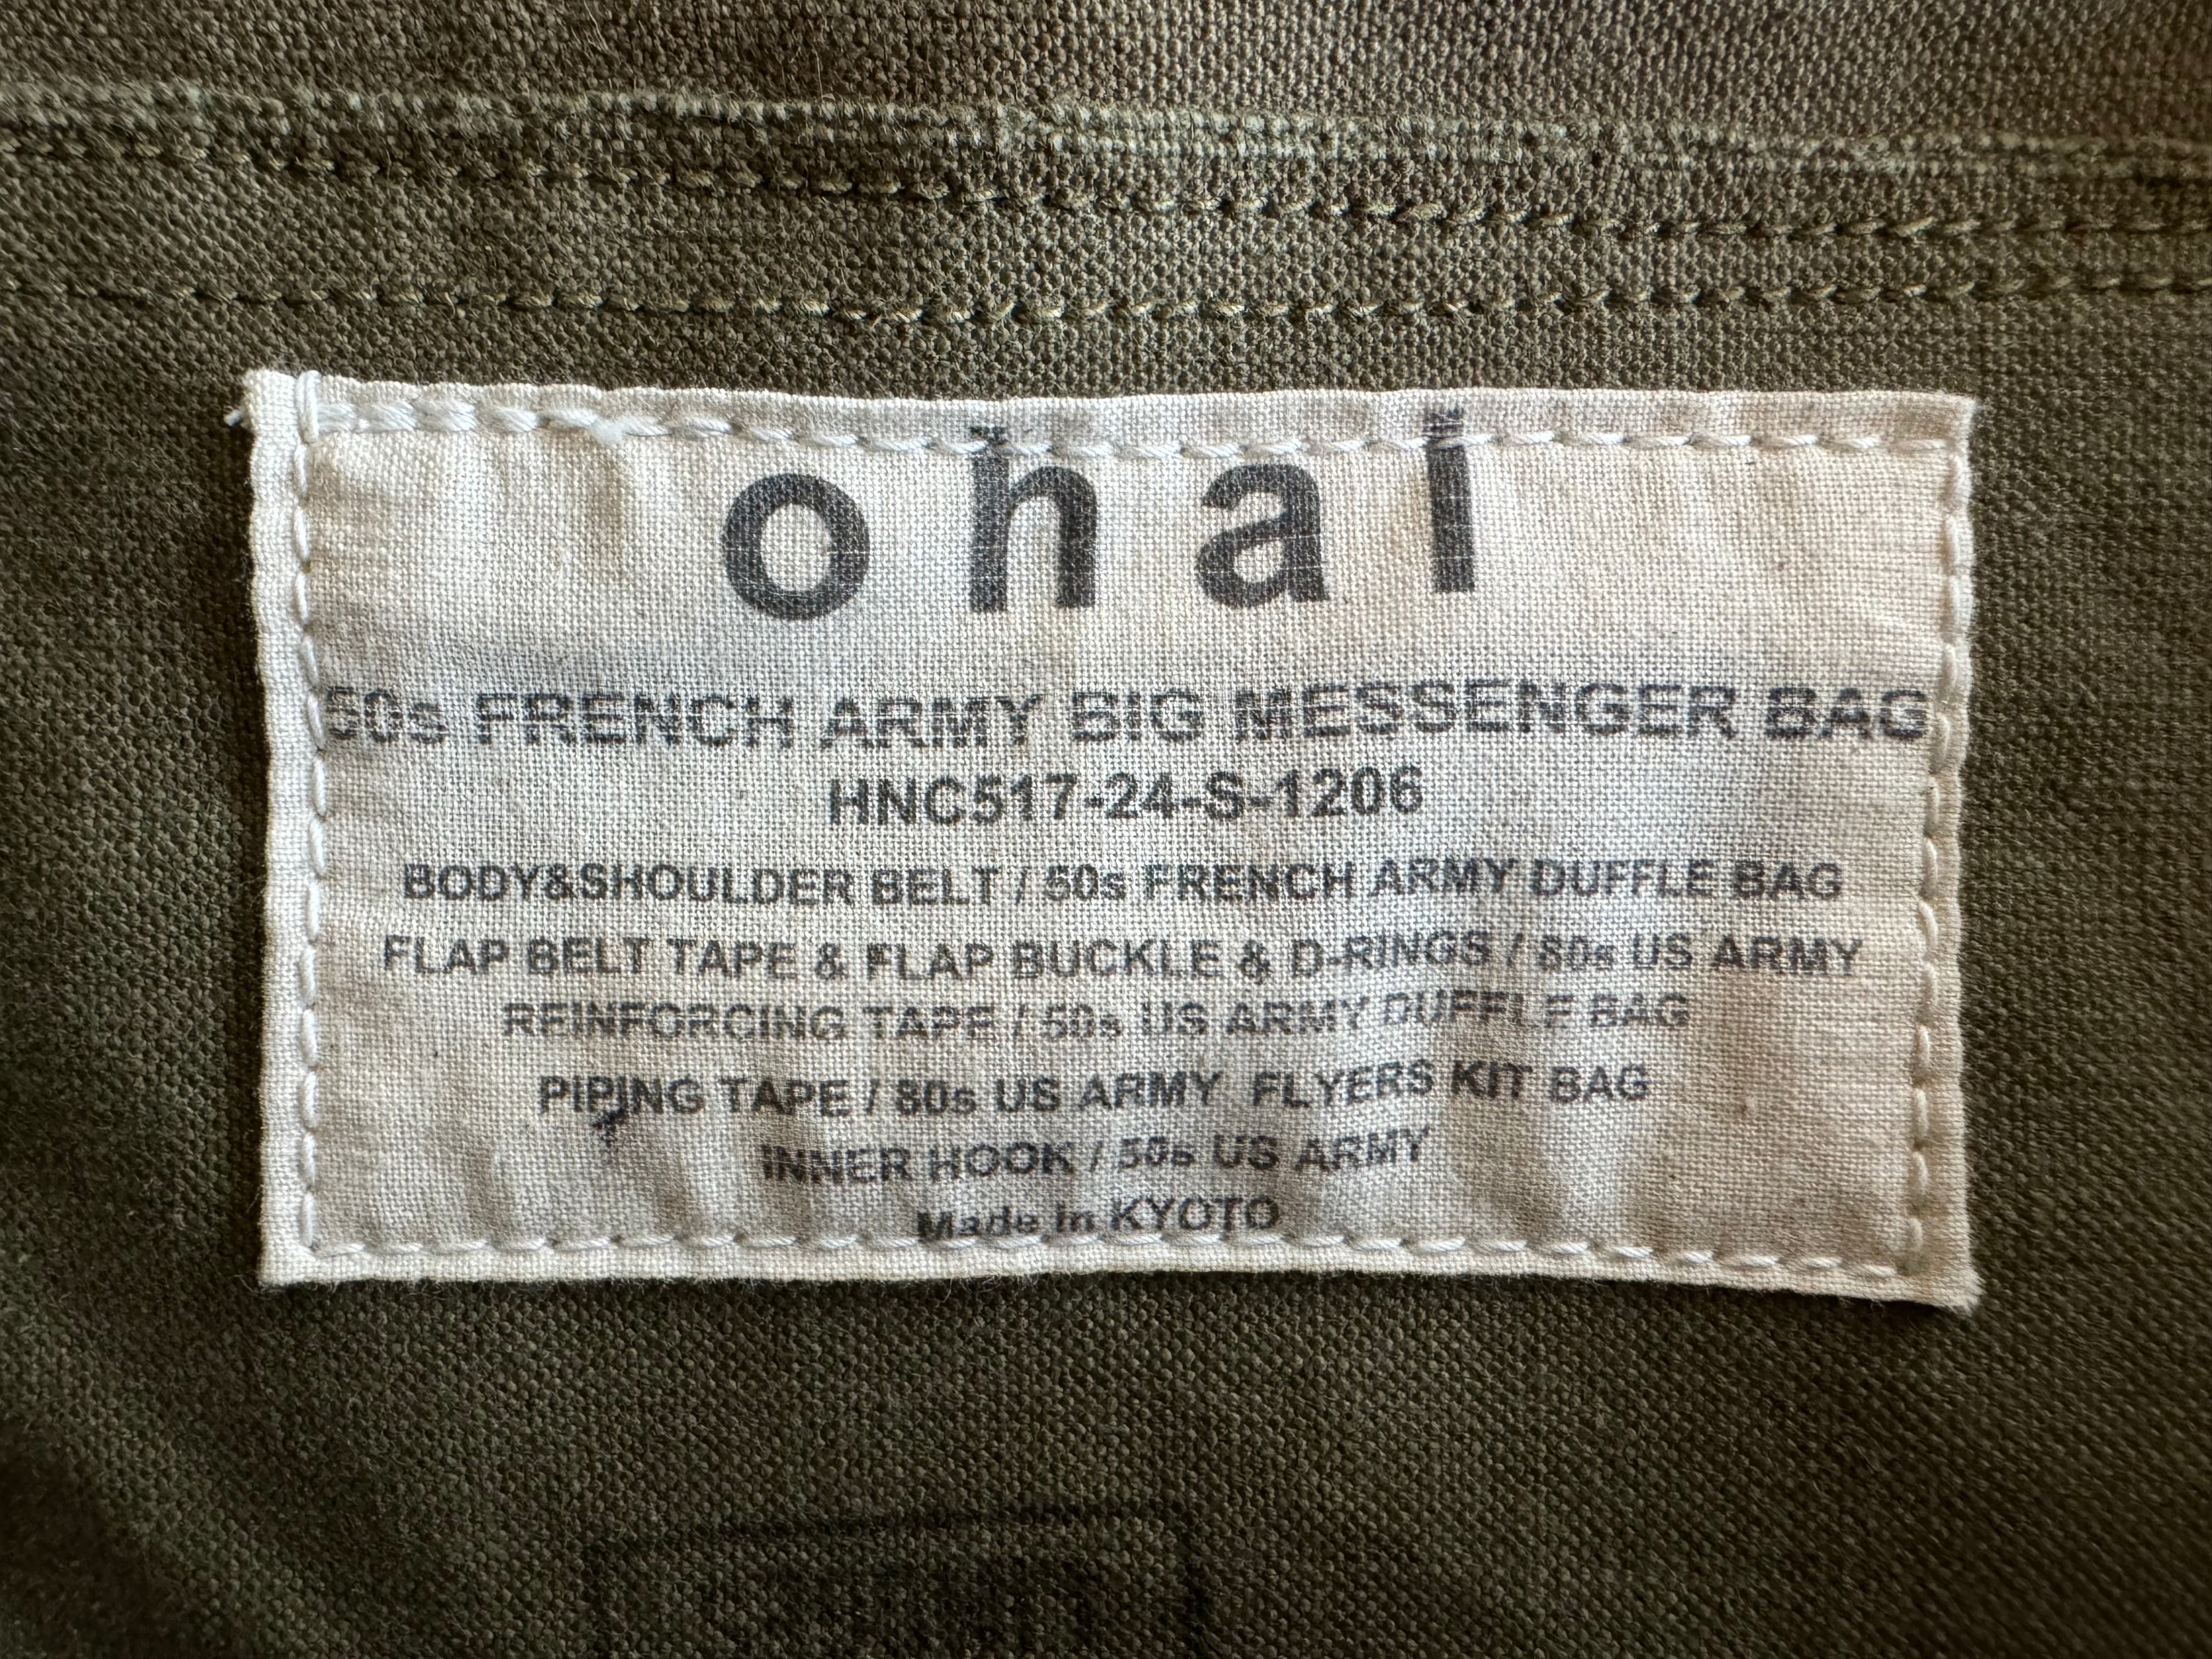 ohai
50s FRENCH ARMY BIG MESSENGER BAG
HNC517-24-S-1206
BODY&SHOULDER BELT / 50s FRENCH ARMY DUFFLE BAG
FLAP BELT TAPE & FLAP BUCKLE & D-RINGS / 80s US ARMY
REINFORCING TAPE / 50s US ARMY DUFFLE BAG
PIPING TAPE / 80s US ARMY FLYERS KIT BAG
INNER HOOK / 50s US ARMY
Made in KYOTO